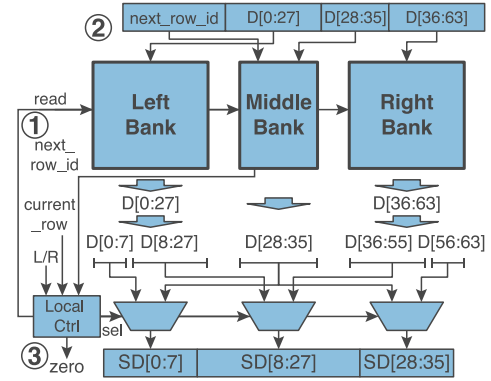 ② next_row_id D[0:27] D[28:35] D[36:63]
read
Left
Bank
Middle
Bank
Right
Bank
①
next_
row_id
D[0:27] D[36:63]
current
_row
D[0:7] D[8:27] D[28:35] D[36:55] D[56:63]
L/R
Local
Ctrl
sel
③
zero
SD[0:7] SD[8:27] SD[28:35]